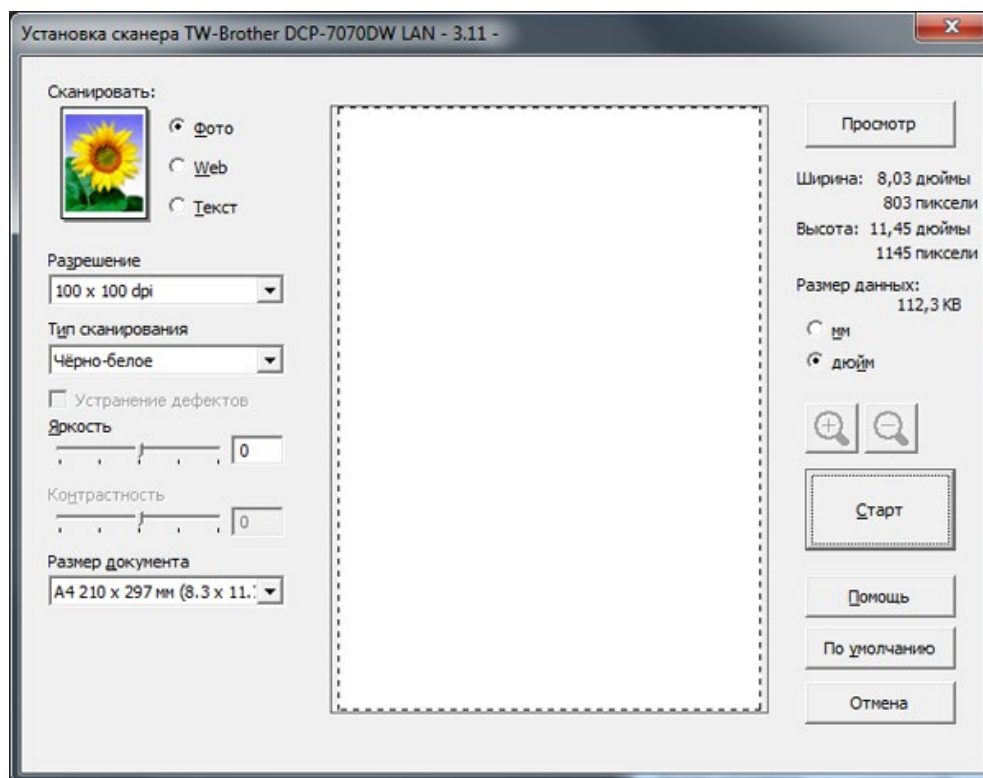 Установка сканера TW-Brother DCP-7070DW LAN - 3.11 -
Сканировать:
Фото
Web
Текст
Разрешение
100 x 100 dpi
Тип сканирования
Чёрно-белое
Устранение дефектов
Яркость
0
Контрастность
0
Размер документа
A4 210 x 297 мм (8.3 x 11.
Просмотр
Ширина: 8,03 дюймы
803 пиксели
Высота: 11,45 дюймы
1145 пиксели
Размер данных:
112,3 KB
мм
дюйм
Старт
Помощь
По умолчанию
Отмена